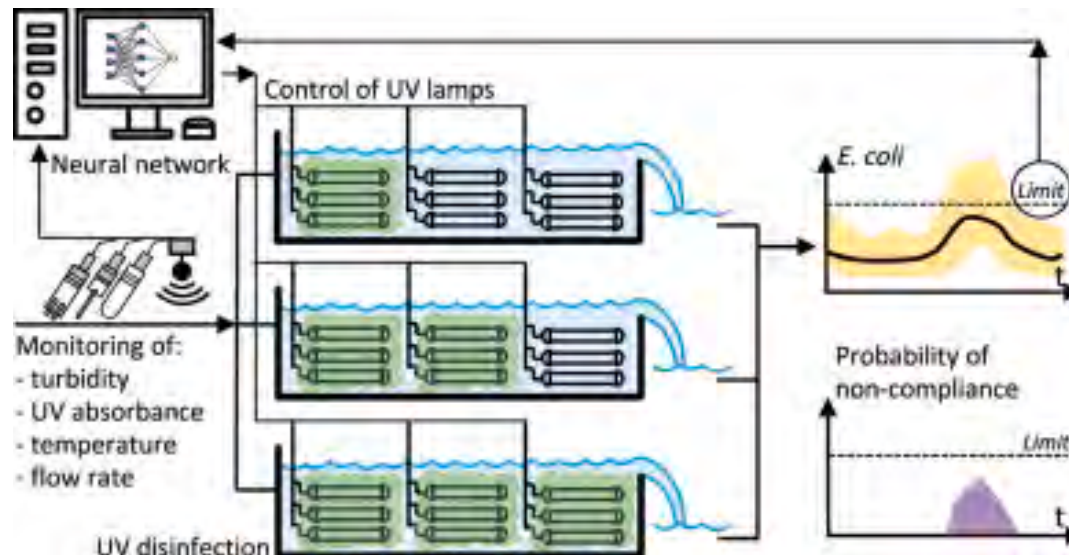 Control of UV lamps
Neural network
Monitoring of:
- turbidity
- UV absorbance
- temperature
- flow rate
UV disinfection
E. coli
Limit
t
Probability of
non-compliance
Limit
t